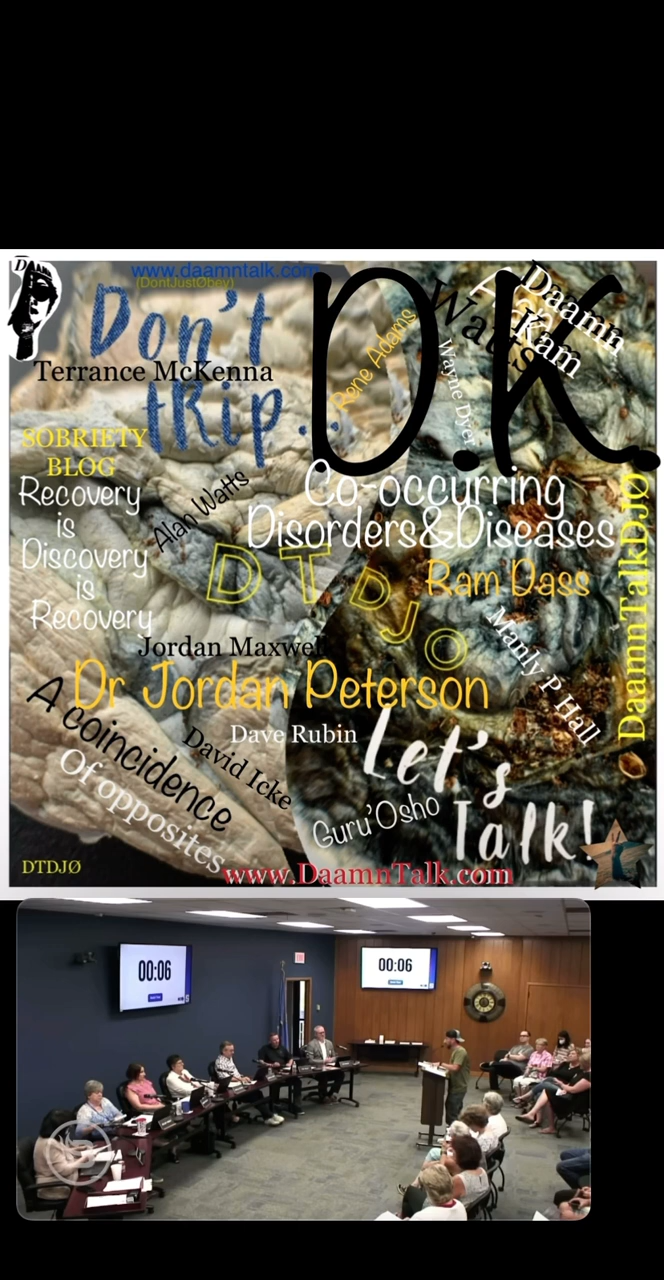 D
www.daamntalk.com
(DontJustØbey)
Don't
tRip..
Terrance McKenna
Rene Adams
D.K.
Watts
Wayne Dyer
Daamn
Kam
SOBRIETY
BLOG
Recovery
is
Discovery
is
Recovery
Alan Watts
Co-occurring
Disorders&Diseases
DTDJO
Ram Dass
Manly P Hall
DaamnTalkDJØ
Jordan Maxwell
Dr Jordan Peterson
Dave Rubin
David Icke
A coincidence
Of opposites
Let's
Talk!
Guru'Osho
DTDJØ
www.DaamnTalk.com
00:06
00:06